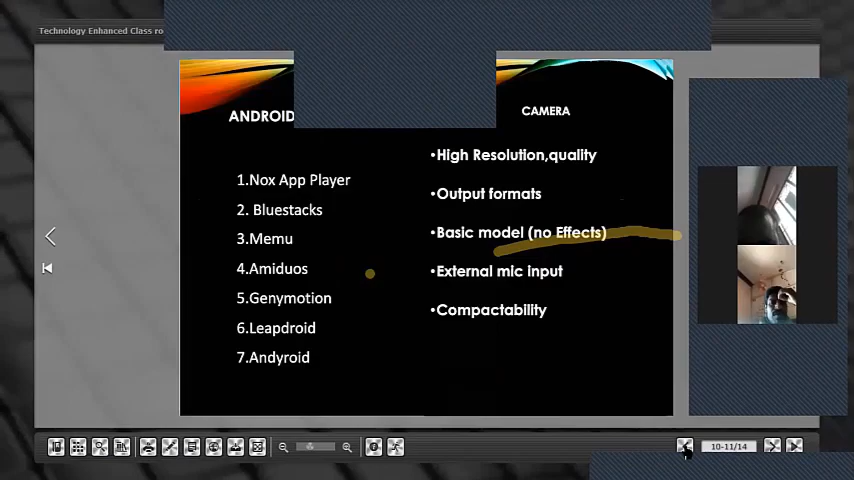 Technology Enhanced Class ro
ANDROID
1.Nox App Player
2. Bluestacks
3.Memu
4.Amiduos
5.Genymotion
6.Leapdroid
7.Andyroid
CAMERA
•High Resolution,quality
•Output formats
•Basic model (no Effects)
•External mic input
•Compactability
10-11/14